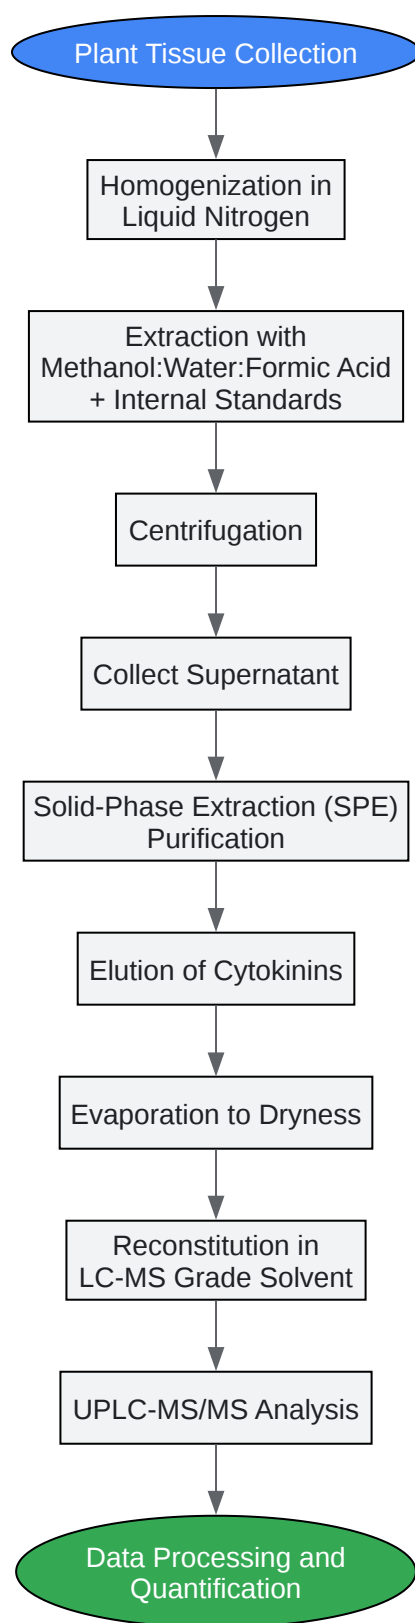 Plant Tissue Collection
Homogenization in
Liquid Nitrogen
Extraction with
Methanol:Water:Formic Acid
+ Internal Standards
Centrifugation
Collect Supernatant
Solid-Phase Extraction (SPE)
Purification
Elution of Cytokinins
Evaporation to Dryness
Reconstitution in
LC-MS Grade Solvent
UPLC-MS/MS Analysis
Data Processing and
Quantification